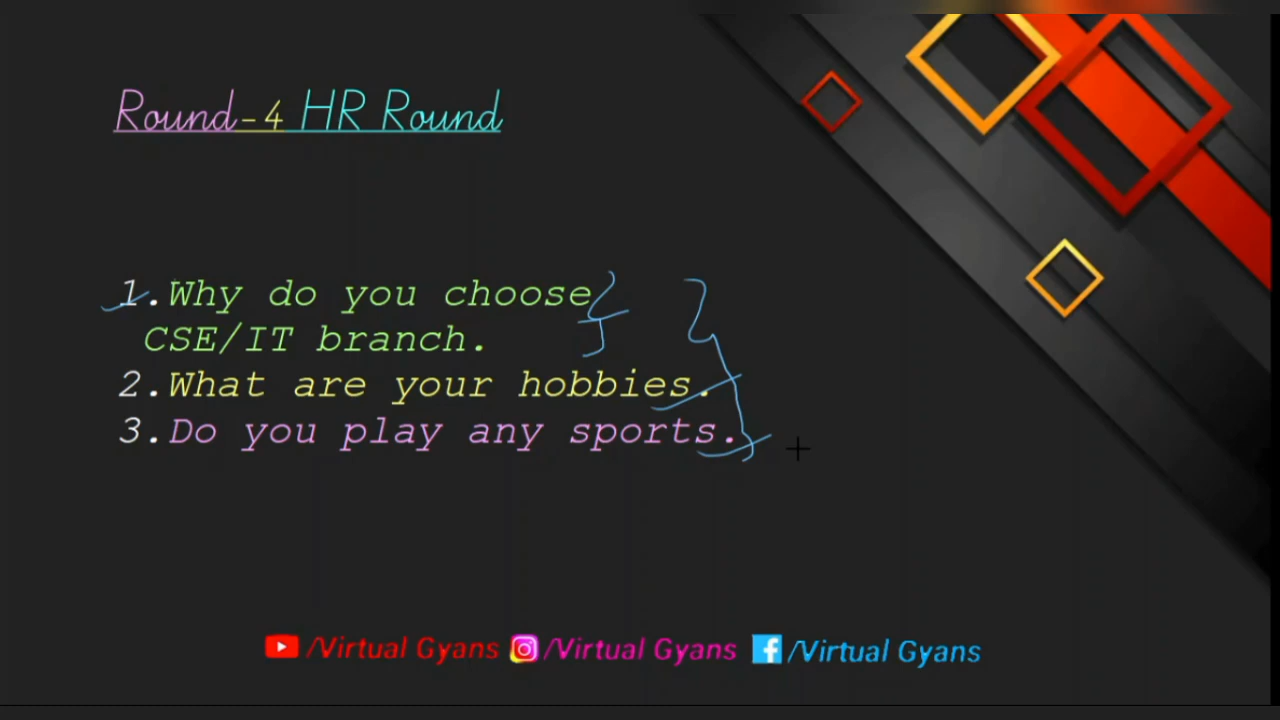 Round-4 HR Round
1.Why do you choose
CSE/IT branch.
2.What are your hobbies.
3.Do you play any sports.
/Virtual Gyans /Virtual Gyans /Virtual Gyans